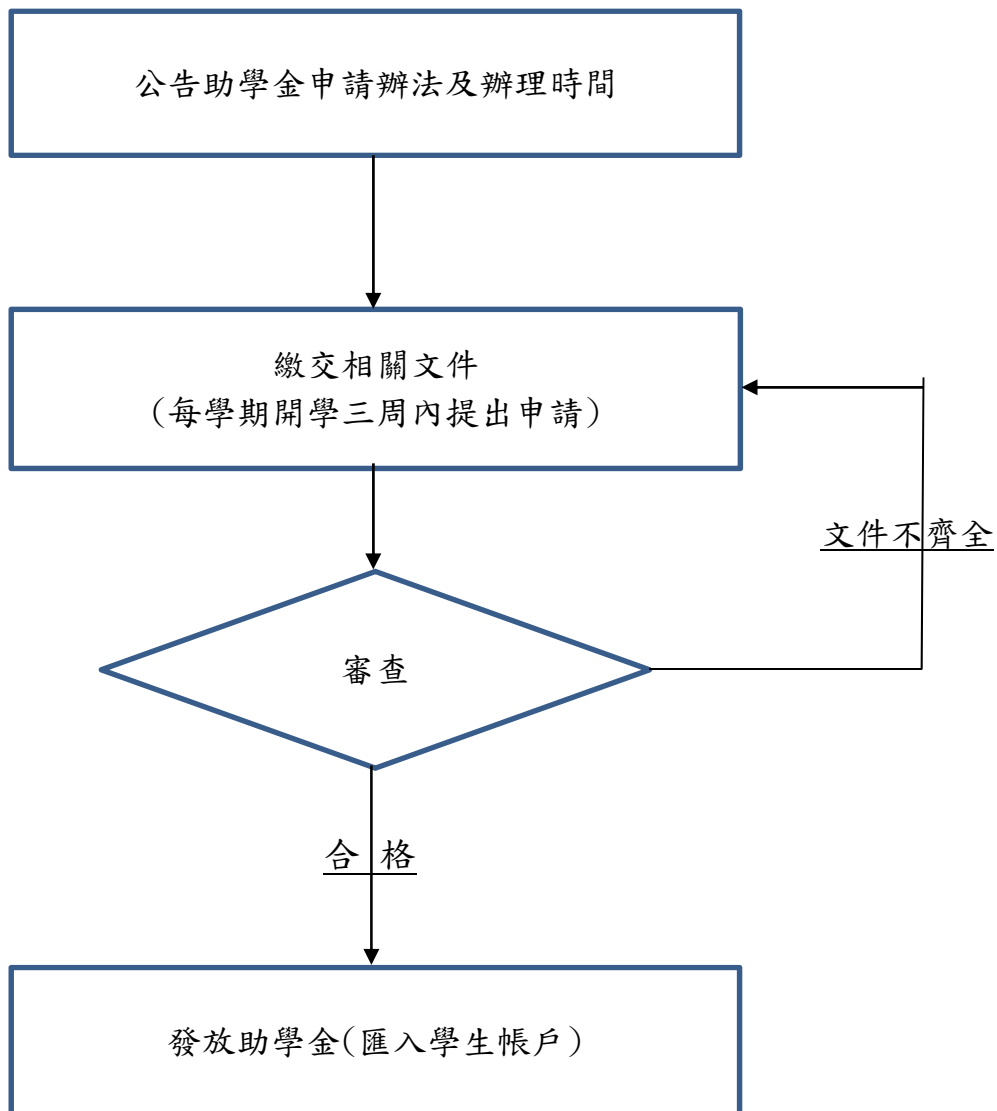 公告助學金申請辦法及辦理時間
繳交相關文件
(每學期開學三周內提出申請)
文件不齊全
審查
合格
發放助學金(匯入學生帳戶)